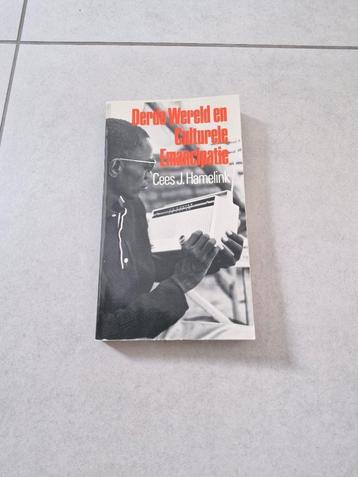 Derde Wereld en
Culturele
Emancipatie
Cees J. Hamelink